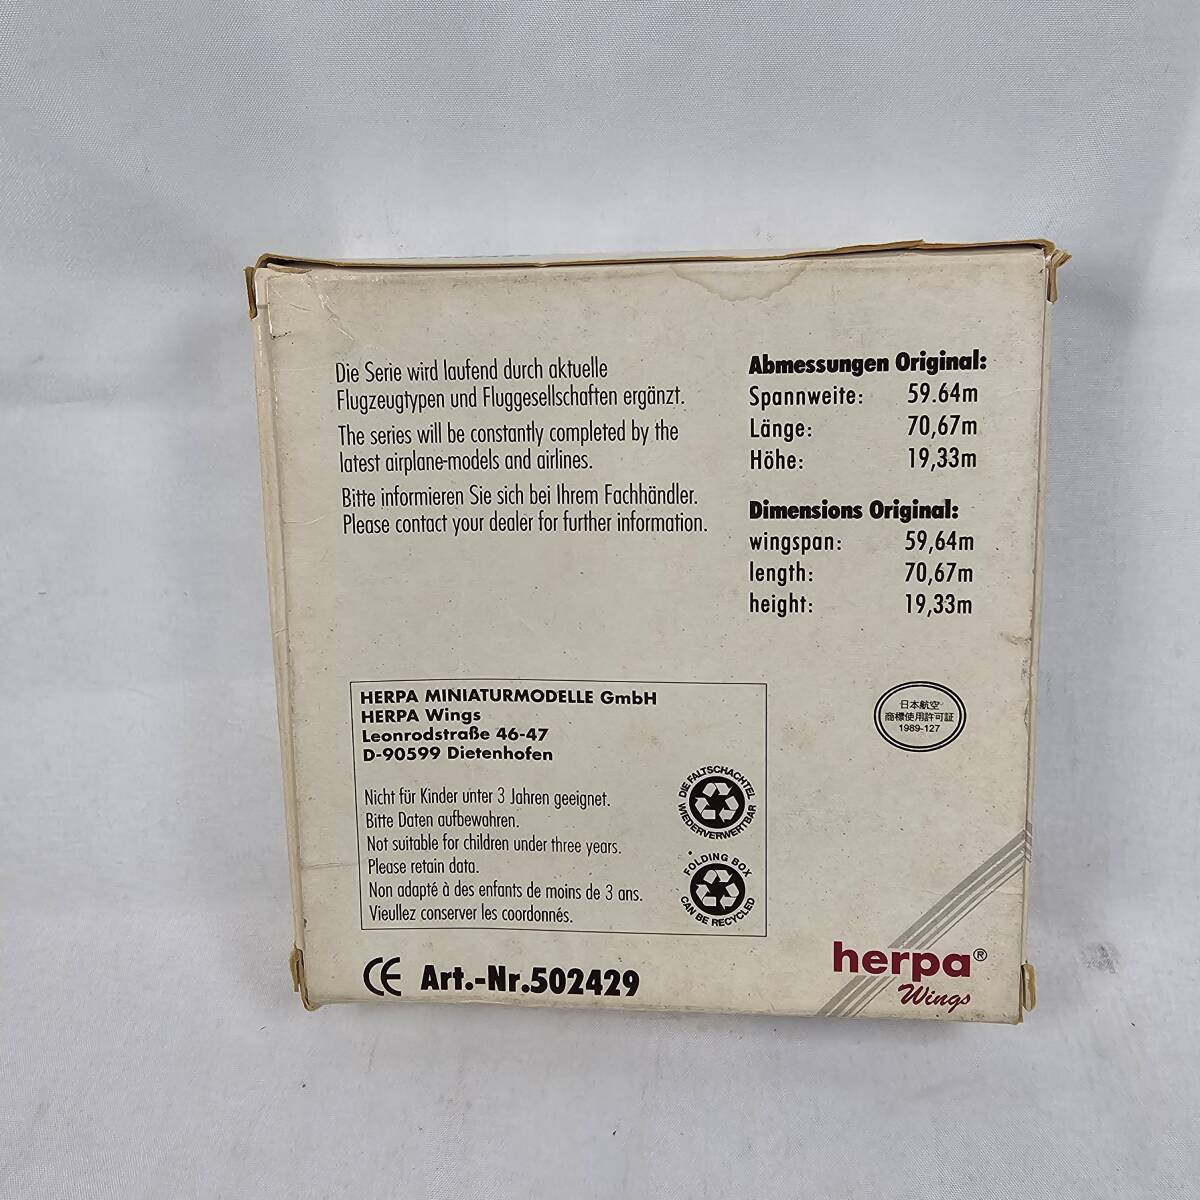 Die Serie wird laufend durch aktuelle
Flugzeugtypen und Fluggesellschaften ergänzt.
The series will be constantly completed by the
latest airplane-models and airlines.
Bitte informieren Sie sich bei Ihrem Fachhändler.
Please contact your dealer for further information.
Abmessungen Original:
Spannweite: 59.64m
Länge: 70,67m
Höhe: 19,33m
Dimensions Original:
wingspan: 59,64m
length: 70,67m
height: 19,33m
HERPA MINIATURMODELLE GmbH
HERPA Wings
Leonrodstraße 46-47
D-90599 Dietenhofen
Nicht für Kinder unter 3 Jahren geeignet.
Bitte Daten aufbewahren.
Not suitable for children under three years.
Please retain data.
Non adapté à des enfants de moins de 3 ans.
Vieullez conserver les coordonnés.
DIE FALTSCHACHTEL
WIEDERVERWERTBAR
FOLDING BOX
CAN BE RECYCLED
日本航空
商標使用許可証
1989-127
CE Art.-Nr.502429
herpa®
Wings